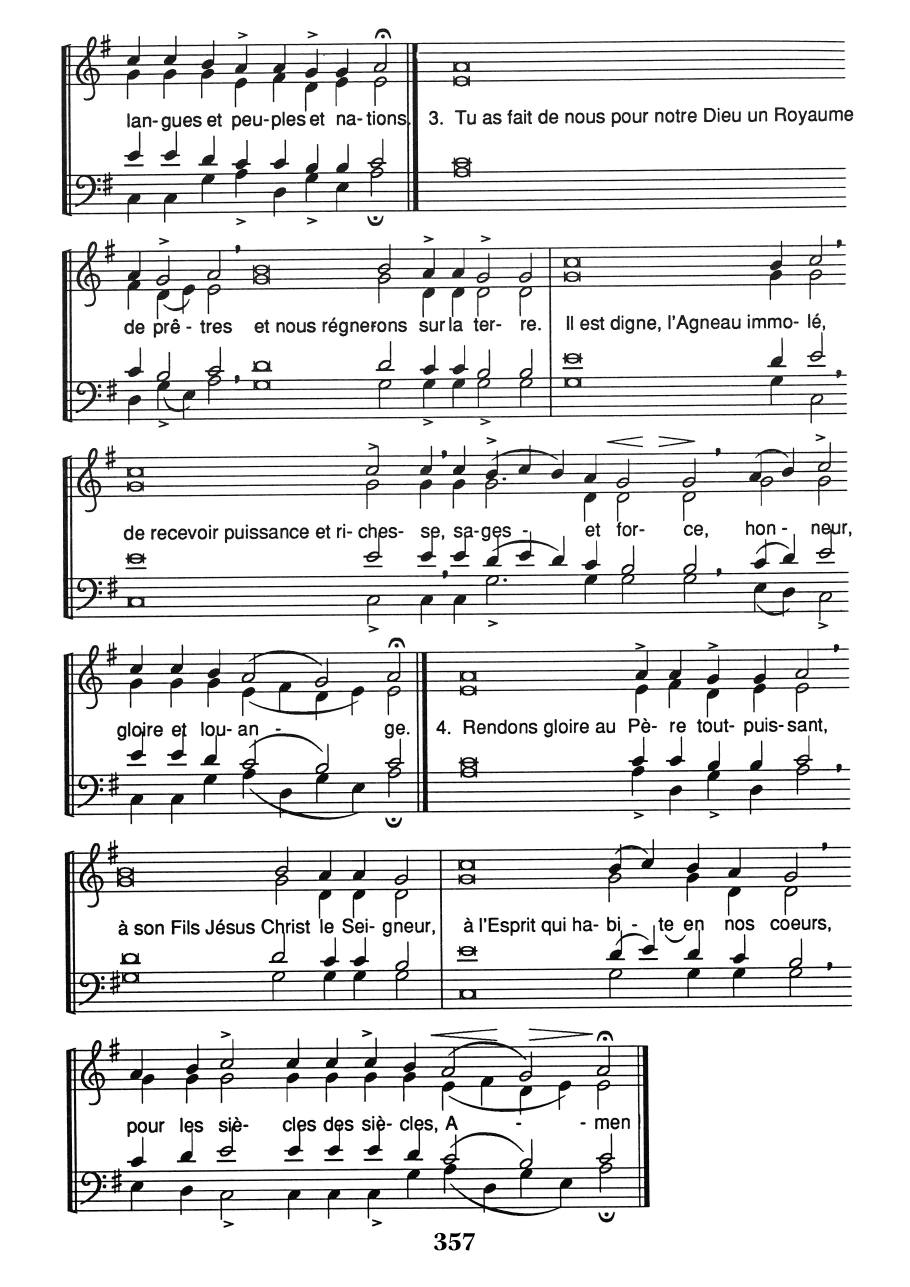 lan-gues et peu-ples et na-tions. 3. Tu as fait de nous pour notre Dieu un Royaume
de prê-tres et nous régnerons sur la ter-re. Il est digne, l'Agneau immo-lé,
de recevoir puissance et ri-ches-se, sa-ges- et for-ce, hon-neur,
gloire et lou-an-ge. 4. Rendons gloire au Pè-re tout-puis-sant,
à son Fils Jésus Christ le Sei-gneur, à l'Esprit qui ha-bi-te en nos coeurs,
pour les siè-cles des siè-cles, A--men
357